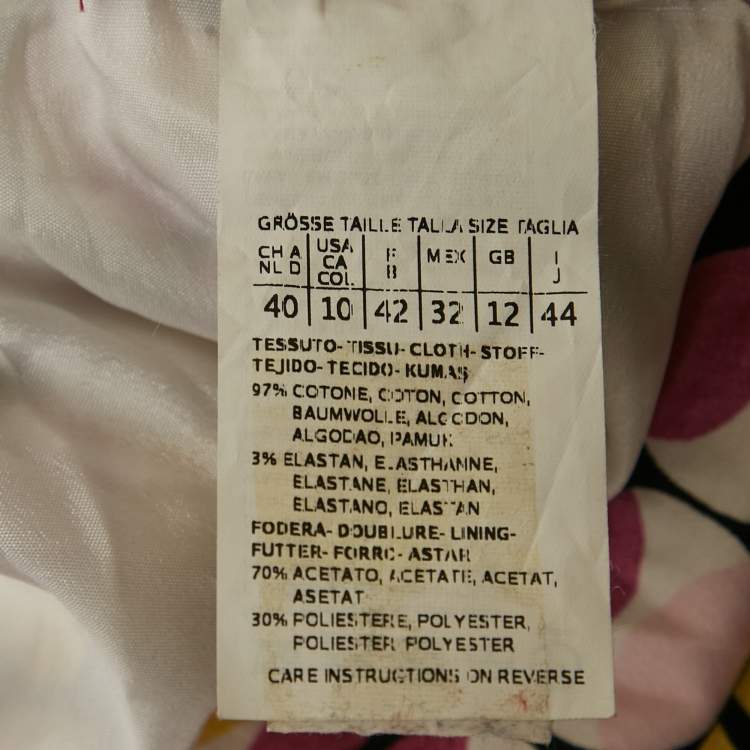 GRÖSSE TAILLE TALLA SIZE TAGLIA
CH A NL D USA CA COL F B MEX GB I J
40 10 42 32 12 44
TESSUTO- TISSU- CLOTH- STOFF-
TEJIDO- TECIDO- KUMAŞ
97% COTONE, COTON, COTTON,
BAUMWOLLE, ALGODON,
ALGODAO, PAMUK
3% ELASTAN, ELASTHANNE,
ELASTANE, ELASTHAN,
ELASTANO, ELASTAN
FODERA- DOUBLURE- LINING-
FUTTER- FORRO- ASTAR
70% ACETATO, ACETATE, ACETAT,
ASETAT
30% POLIESTERE, POLYESTER,
POLIESTER POLYESTER
CARE INSTRUCTIONS ON REVERSE